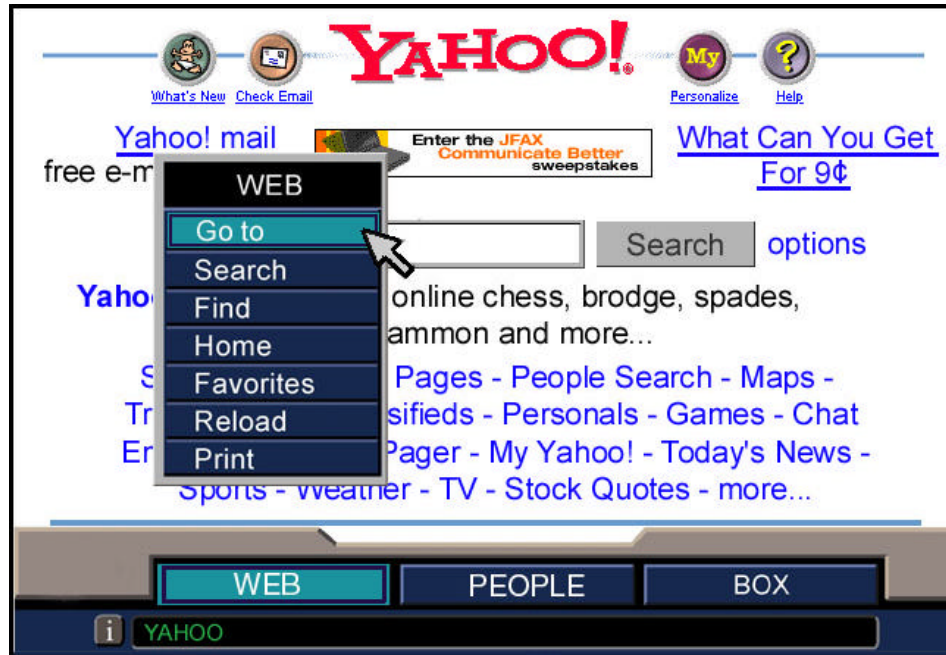 YAHOO!
My
?
What's New Check Email Personalize Help
Yahoo! mail
free e-m
Enter the JFAX
Communicate Better
sweepstakes
What Can You Get
For 9¢
WEB
Go to
Search
Find
Home
Favorites
Reload
Print
Search options
Yaho online chess, brodge, spades,
ammon and more...
S Pages - People Search - Maps -
Tr sifieds - Personals - Games - Chat
Er Pager - My Yahoo! - Today's News -
Sports - Weather - TV - Stock Quotes - more...
WEB PEOPLE BOX
i YAHOO